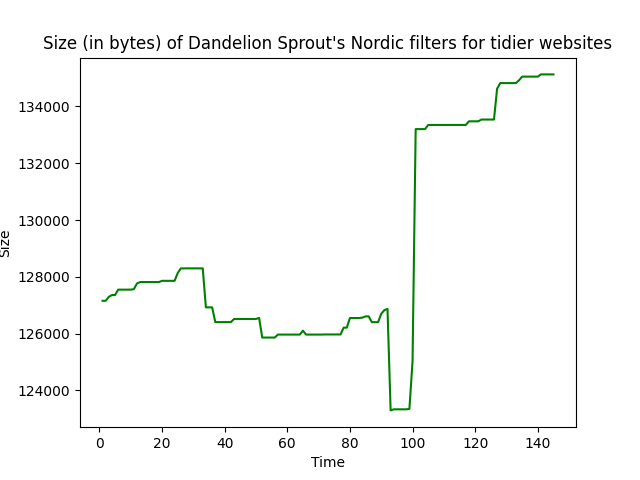 Size (in bytes) of Dandelion Sprout's Nordic filters for tidier websites
134000
132000
130000
128000
126000
124000
Size
0 20 40 60 80 100 120 140
Time